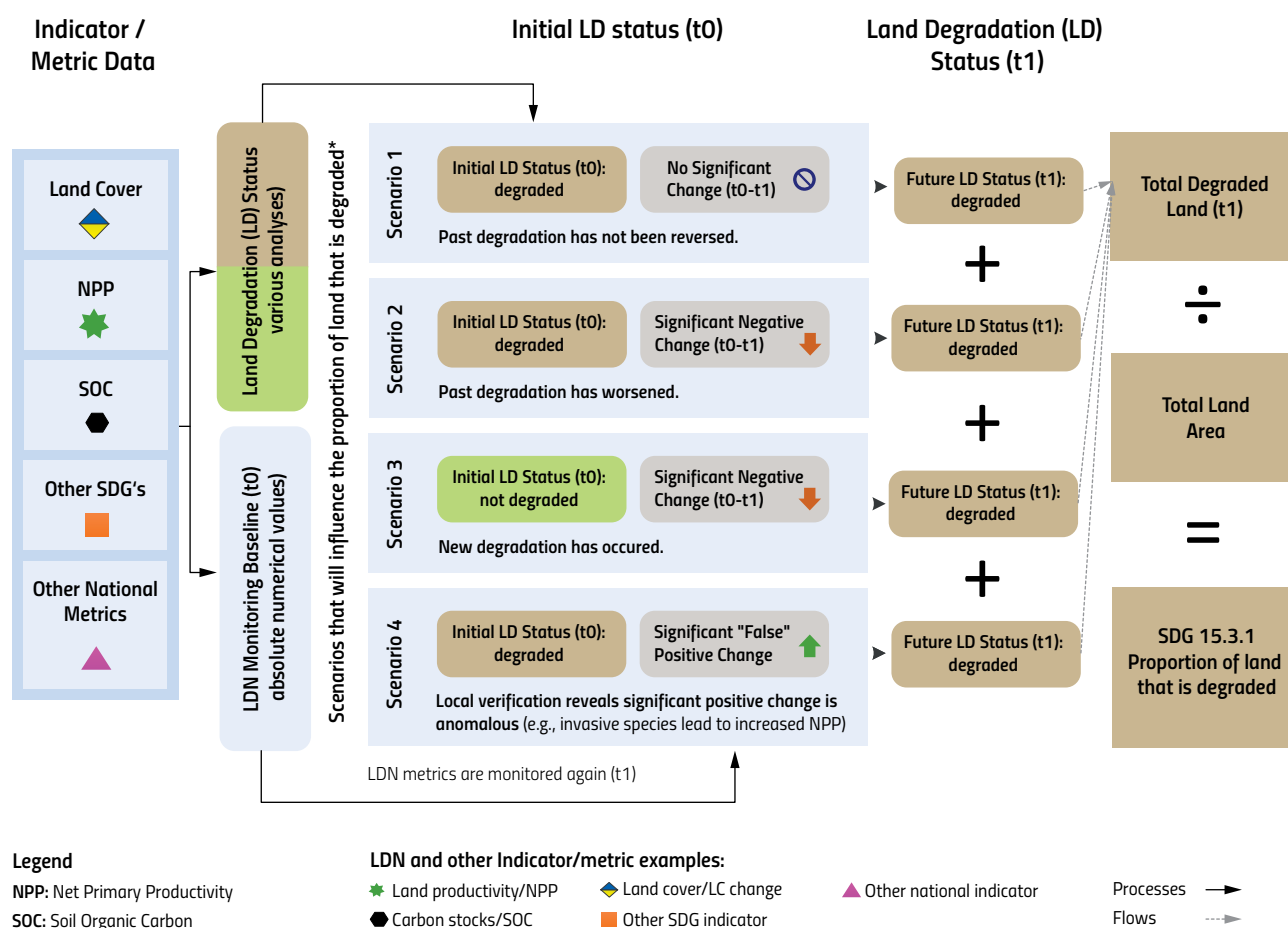 Indicator /
Metric Data
Initial LD status (t0)
Land Degradation (LD)
Status (t1)
Land Cover
NPP
SOC
Other SDG's
Other National
Metrics
Land Degradation (LD) Status
various analyses)
LDN Monitoring Baseline (t0)
absolute numerical values)
Scenarios that will influence the proportion of land that is degraded*
Scenario 1
Initial LD Status (t0):
degraded
No Significant
Change (t0-t1)
Past degradation has not been reversed.
Future LD Status (t1):
degraded
+
Scenario 2
Initial LD Status (t0):
degraded
Significant Negative
Change (t0-t1)
Past degradation has worsened.
Future LD Status (t1):
degraded
+
Scenario 3
Initial LD Status (t0):
not degraded
Significant Negative
Change (t0-t1)
New degradation has occured.
Future LD Status (t1):
degraded
+
Scenario 4
Initial LD Status (t0):
degraded
Significant "False"
Positive Change
Local verification reveals significant positive change is
anomalous (e.g., invasive species lead to increased NPP)
Future LD Status (t1):
degraded
Total Degraded
Land (t1)
÷
Total Land
Area
=
SDG 15.3.1
Proportion of land
that is degraded
LDN metrics are monitored again (t1)
Legend
NPP: Net Primary Productivity
SOC: Soil Organic Carbon
LDN and other Indicator/metric examples:
Land productivity/NPP
Land cover/LC change
Other national indicator
Carbon stocks/SOC
Other SDG indicator
Processes
Flows